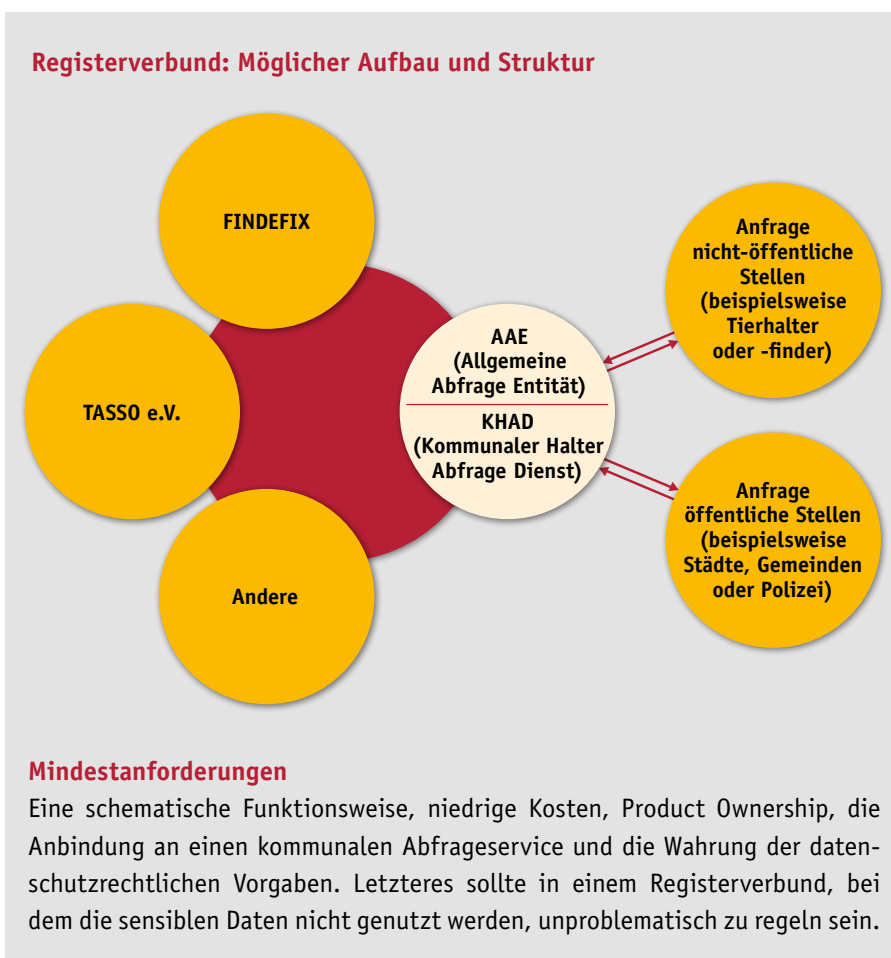 Registerverbund: Möglicher Aufbau und Struktur
FINDEFIX
TASSO e.V.
Andere
AAE
(Allgemeine
Abfrage Entität)
KHAD
(Kommunaler Halter
Abfrage Dienst)
Anfrage
nicht-öffentliche
Stellen
(beispielsweise
Tierhalter
oder -finder)
Anfrage
öffentliche Stellen
(beispielsweise
Städte, Gemeinden
oder Polizei)
Mindestanforderungen
Eine schematische Funktionsweise, niedrige Kosten, Product Ownership, die
Anbindung an einen kommunalen Abfrageservice und die Wahrung der daten-
schutzrechtlichen Vorgaben. Letzteres sollte in einem Registerverbund, bei
dem die sensiblen Daten nicht genutzt werden, unproblematisch zu regeln sein.